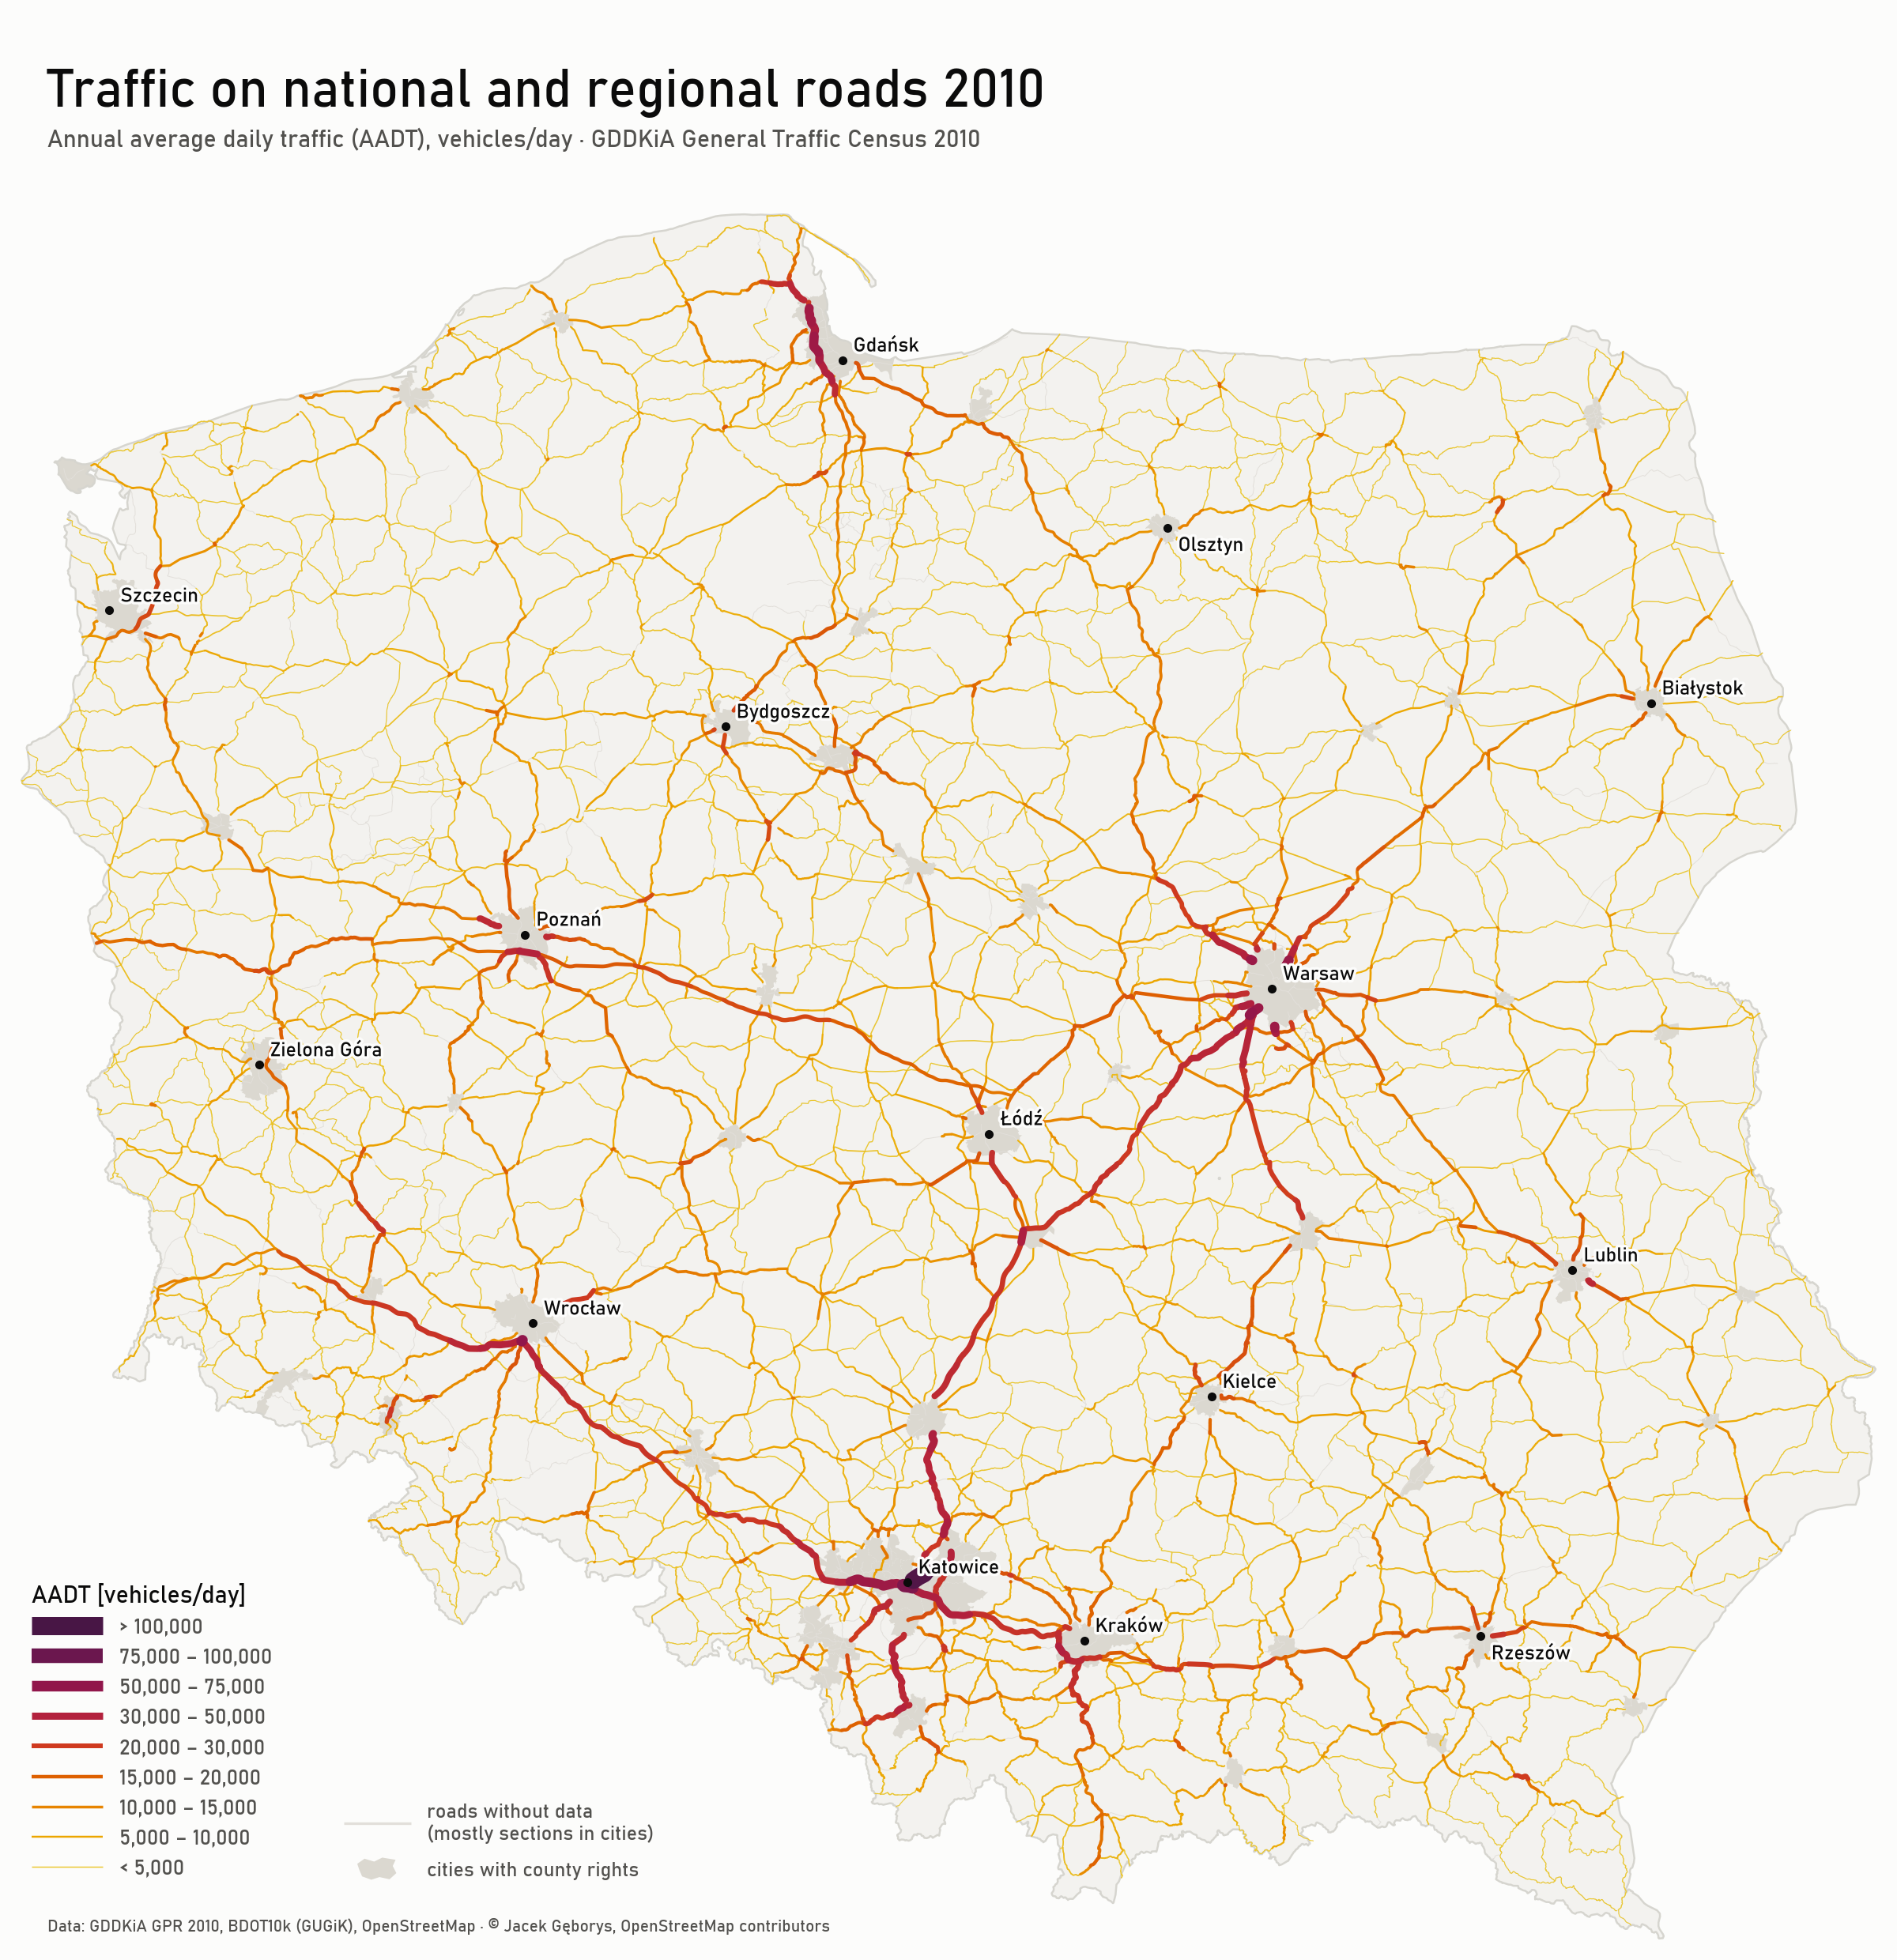 Traffic on national and regional roads 2010
Annual average daily traffic (AADT), vehicles/day · GDDKiA General Traffic Census 2010
Gdańsk
Olsztyn
Szczecin
Białystok
Bydgoszcz
Poznań
Warsaw
Zielona Góra
Łódź
Lublin
Wrocław
Kielce
Katowice
Kraków
Rzeszów
AADT [vehicles/day]
> 100,000
75,000 – 100,000
50,000 – 75,000
30,000 – 50,000
20,000 – 30,000
15,000 – 20,000
10,000 – 15,000
5,000 – 10,000
< 5,000
roads without data
(mostly sections in cities)
cities with county rights
Data: GDDKiA GPR 2010, BDOT10k (GUGiK), OpenStreetMap · © Jacek Gęborys, OpenStreetMap contributors